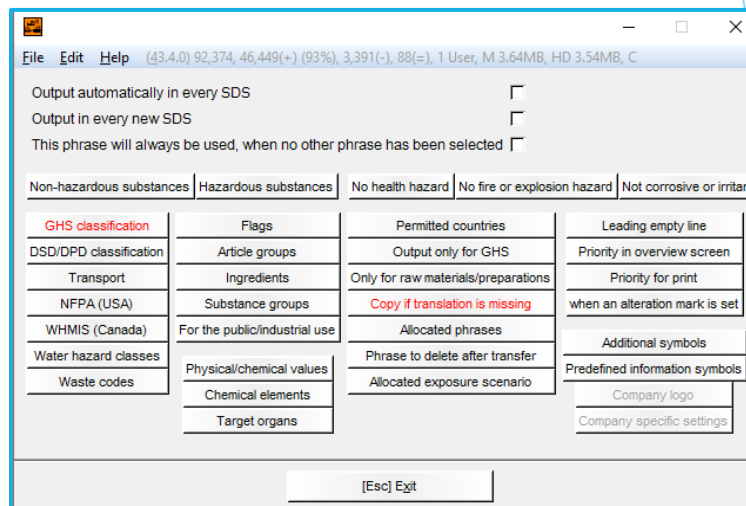 File Edit Help (43.4.0) 92,374, 46,449(+) (93%), 3,391(-), 88(=), 1 User, M 3.64MB, HD 3.54MB, C
Output automatically in every SDS
Output in every new SDS
This phrase will always be used, when no other phrase has been selected
Non-hazardous substances Hazardous substances No health hazard No fire or explosion hazard Not corrosive or irritan
GHS classification Flags Permitted countries Leading empty line
DSD/DPD classification Article groups Output only for GHS Priority in overview screen
Transport Ingredients Only for raw materials/preparations Priority for print
NFPA (USA) Substance groups Copy if translation is missing when an alteration mark is set
WHMIS (Canada) For the public/industrial use Allocated phrases Additional symbols
Water hazard classes Physical/chemical values Phrase to delete after transfer Predefined information symbols
Waste codes Chemical elements Allocated exposure scenario Company logo
Target organs Company specific settings
[Esc] Exit